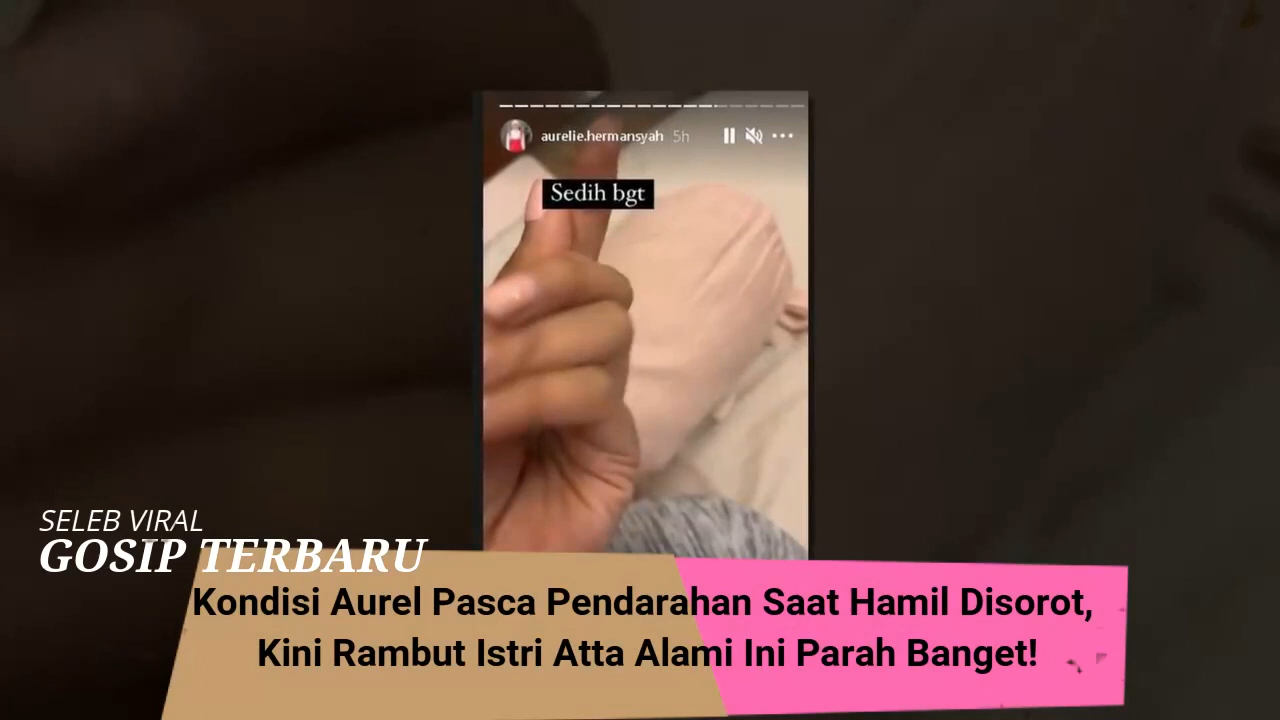 aurelie.hermansyah 5h
Sedih bgt
SELEB VIRAL
GOSIP TERBARU
Kondisi Aurel Pasca Pendarahan Saat Hamil Disorot,
Kini Rambut Istri Atta Alami Ini Parah Banget!